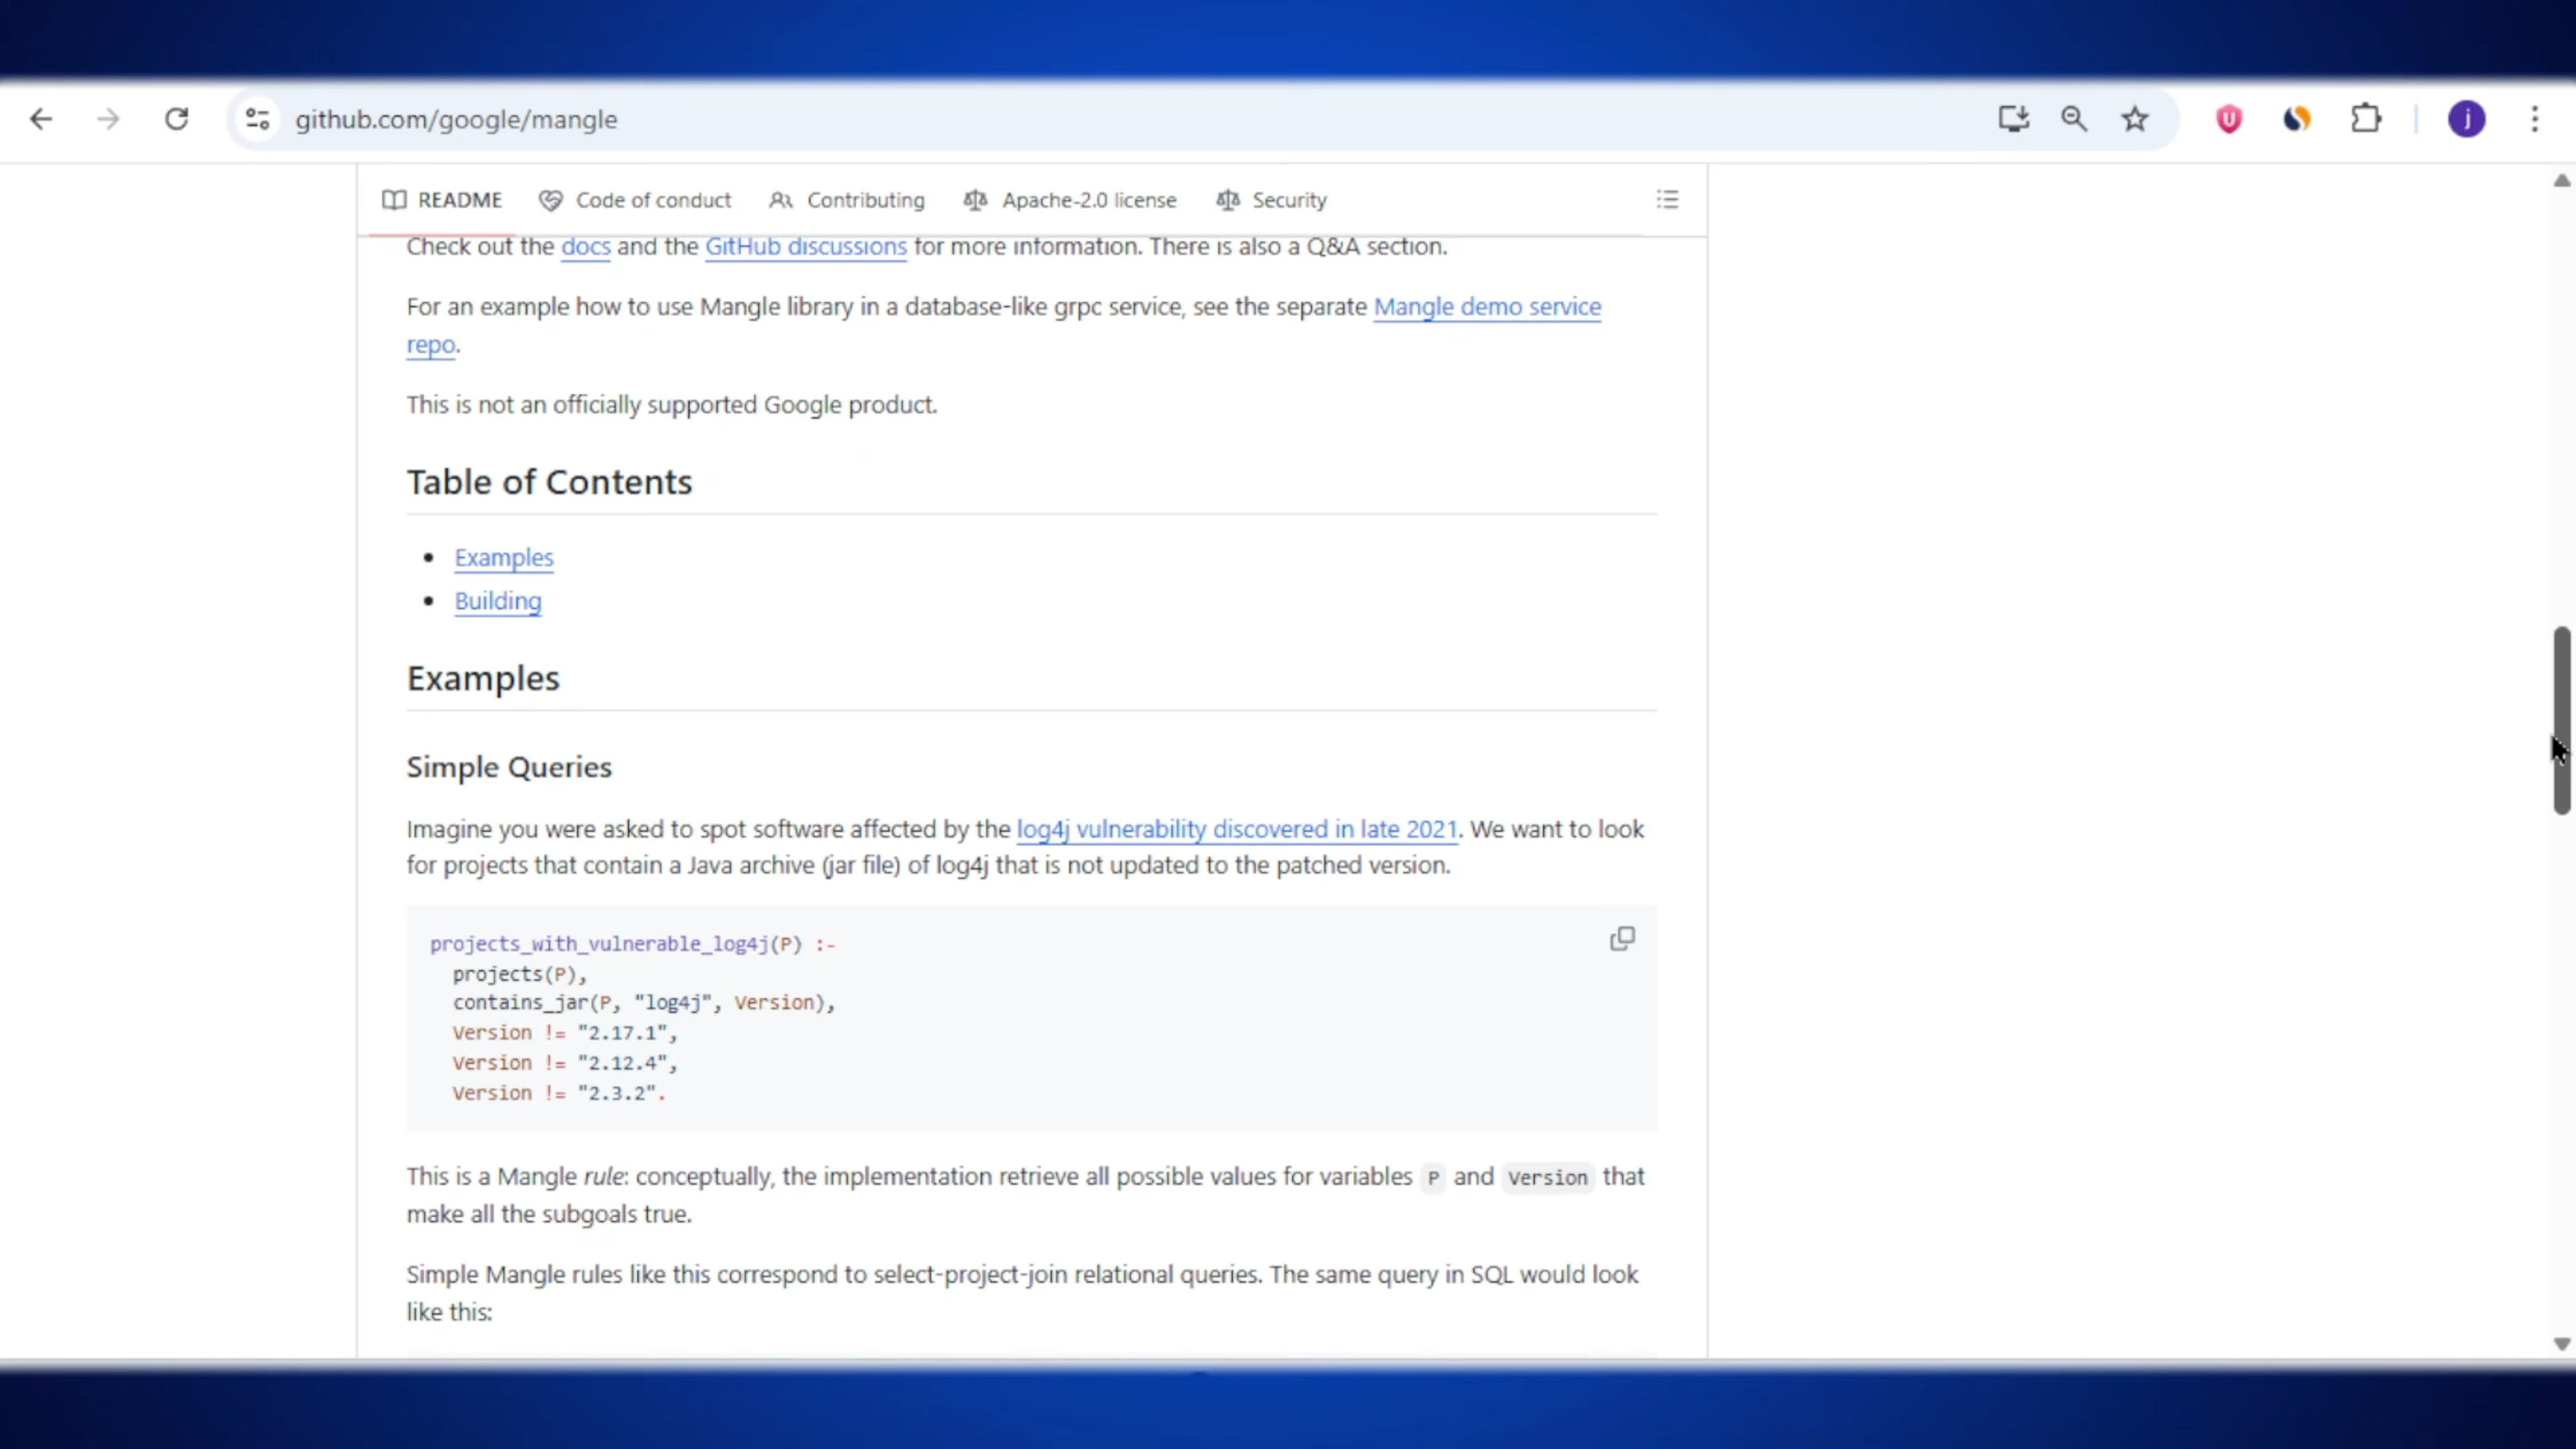 github.com/google/mangle
j
README
Code of conduct
Contributing
Apache-2.0 license
Security
Check out the docs and the GitHub discussions for more information. There is also a Q&A section.
For an example how to use Mangle library in a database-like grpc service, see the separate Mangle demo service
repo.
This is not an officially supported Google product.
Table of Contents
• Examples
• Building
Examples
Simple Queries
Imagine you were asked to spot software affected by the log4j vulnerability discovered in late 2021. We want to look
for projects that contain a Java archive (jar file) of log4j that is not updated to the patched version.
projects_with_vulnerable_log4j(P) :-
  projects(P),
  contains_jar(P, "log4j", Version),
  Version != "2.17.1",
  Version != "2.12.4",
  Version != "2.3.2".
This is a Mangle rule: conceptually, the implementation retrieve all possible values for variables P and Version that
make all the subgoals true.
Simple Mangle rules like this correspond to select-project-join relational queries. The same query in SQL would look
like this: